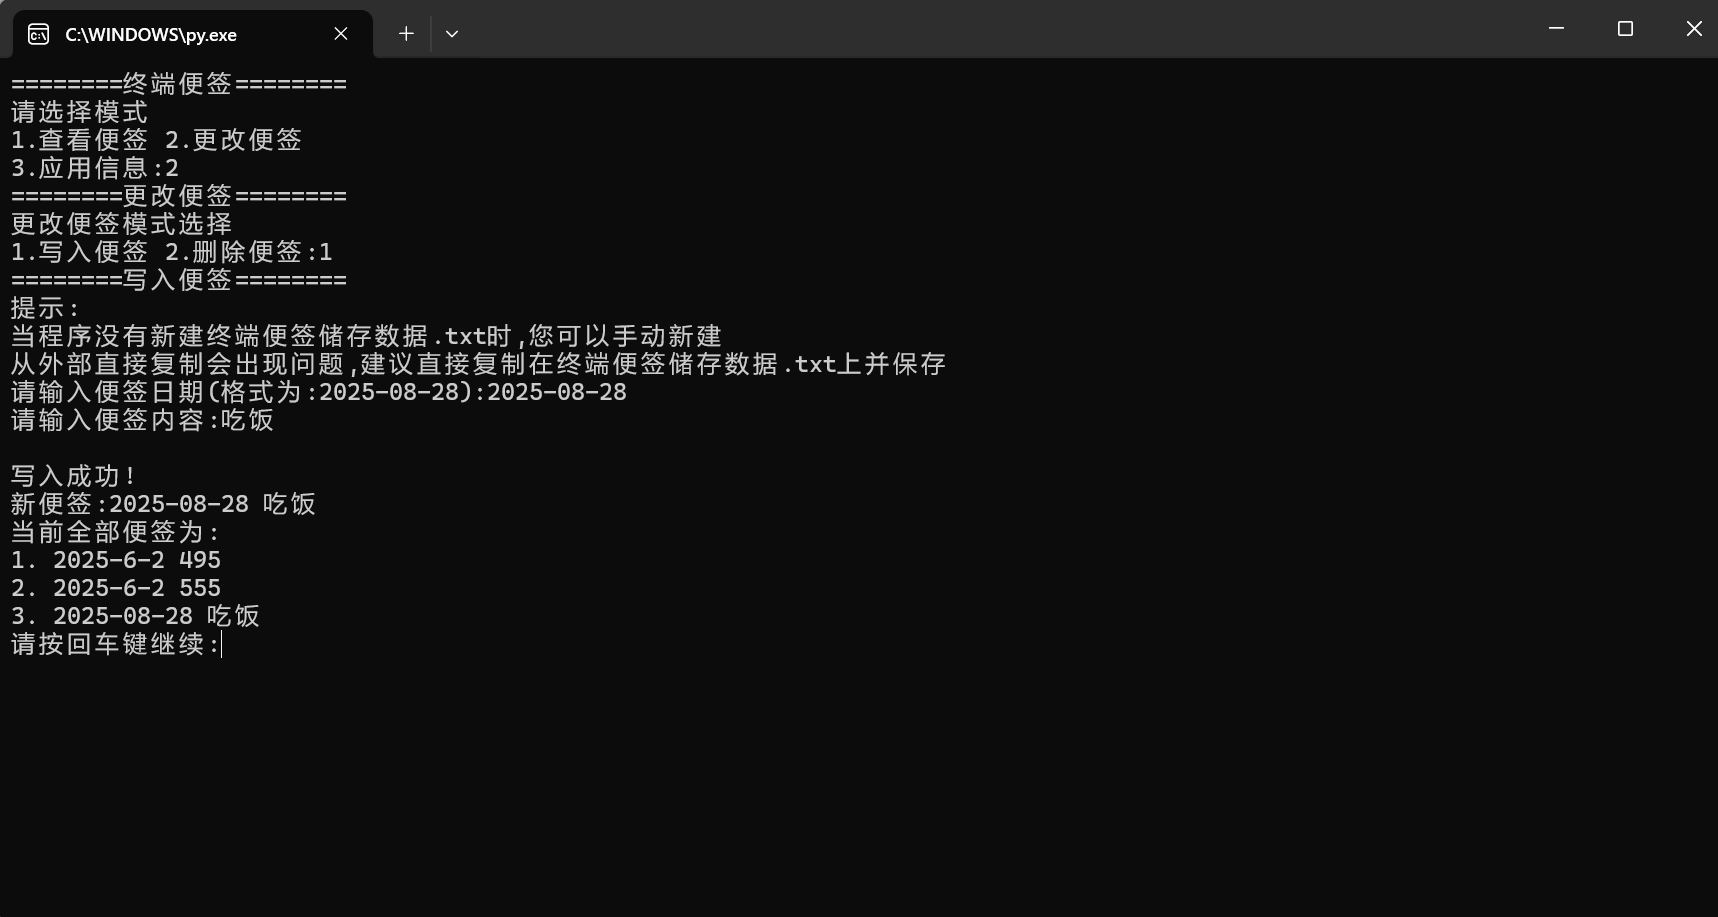 C:\WINDOWS\py.exe
========终端便签========
请选择模式
1.查看便签 2.更改便签
3.应用信息:2
========更改便签========
更改便签模式选择
1.写入便签 2.删除便签:1
========写入便签========
提示:
当程序没有新建终端便签储存数据.txt时,您可以手动新建
从外部直接复制会出现问题,建议直接复制在终端便签储存数据.txt上并保存
请输入便签日期(格式为:2025-08-28):2025-08-28
请输入便签内容:吃饭
写入成功!
新便签:2025-08-28 吃饭
当前全部便签为:
1. 2025-6-2 495
2. 2025-6-2 555
3. 2025-08-28 吃饭
请按回车键继续: